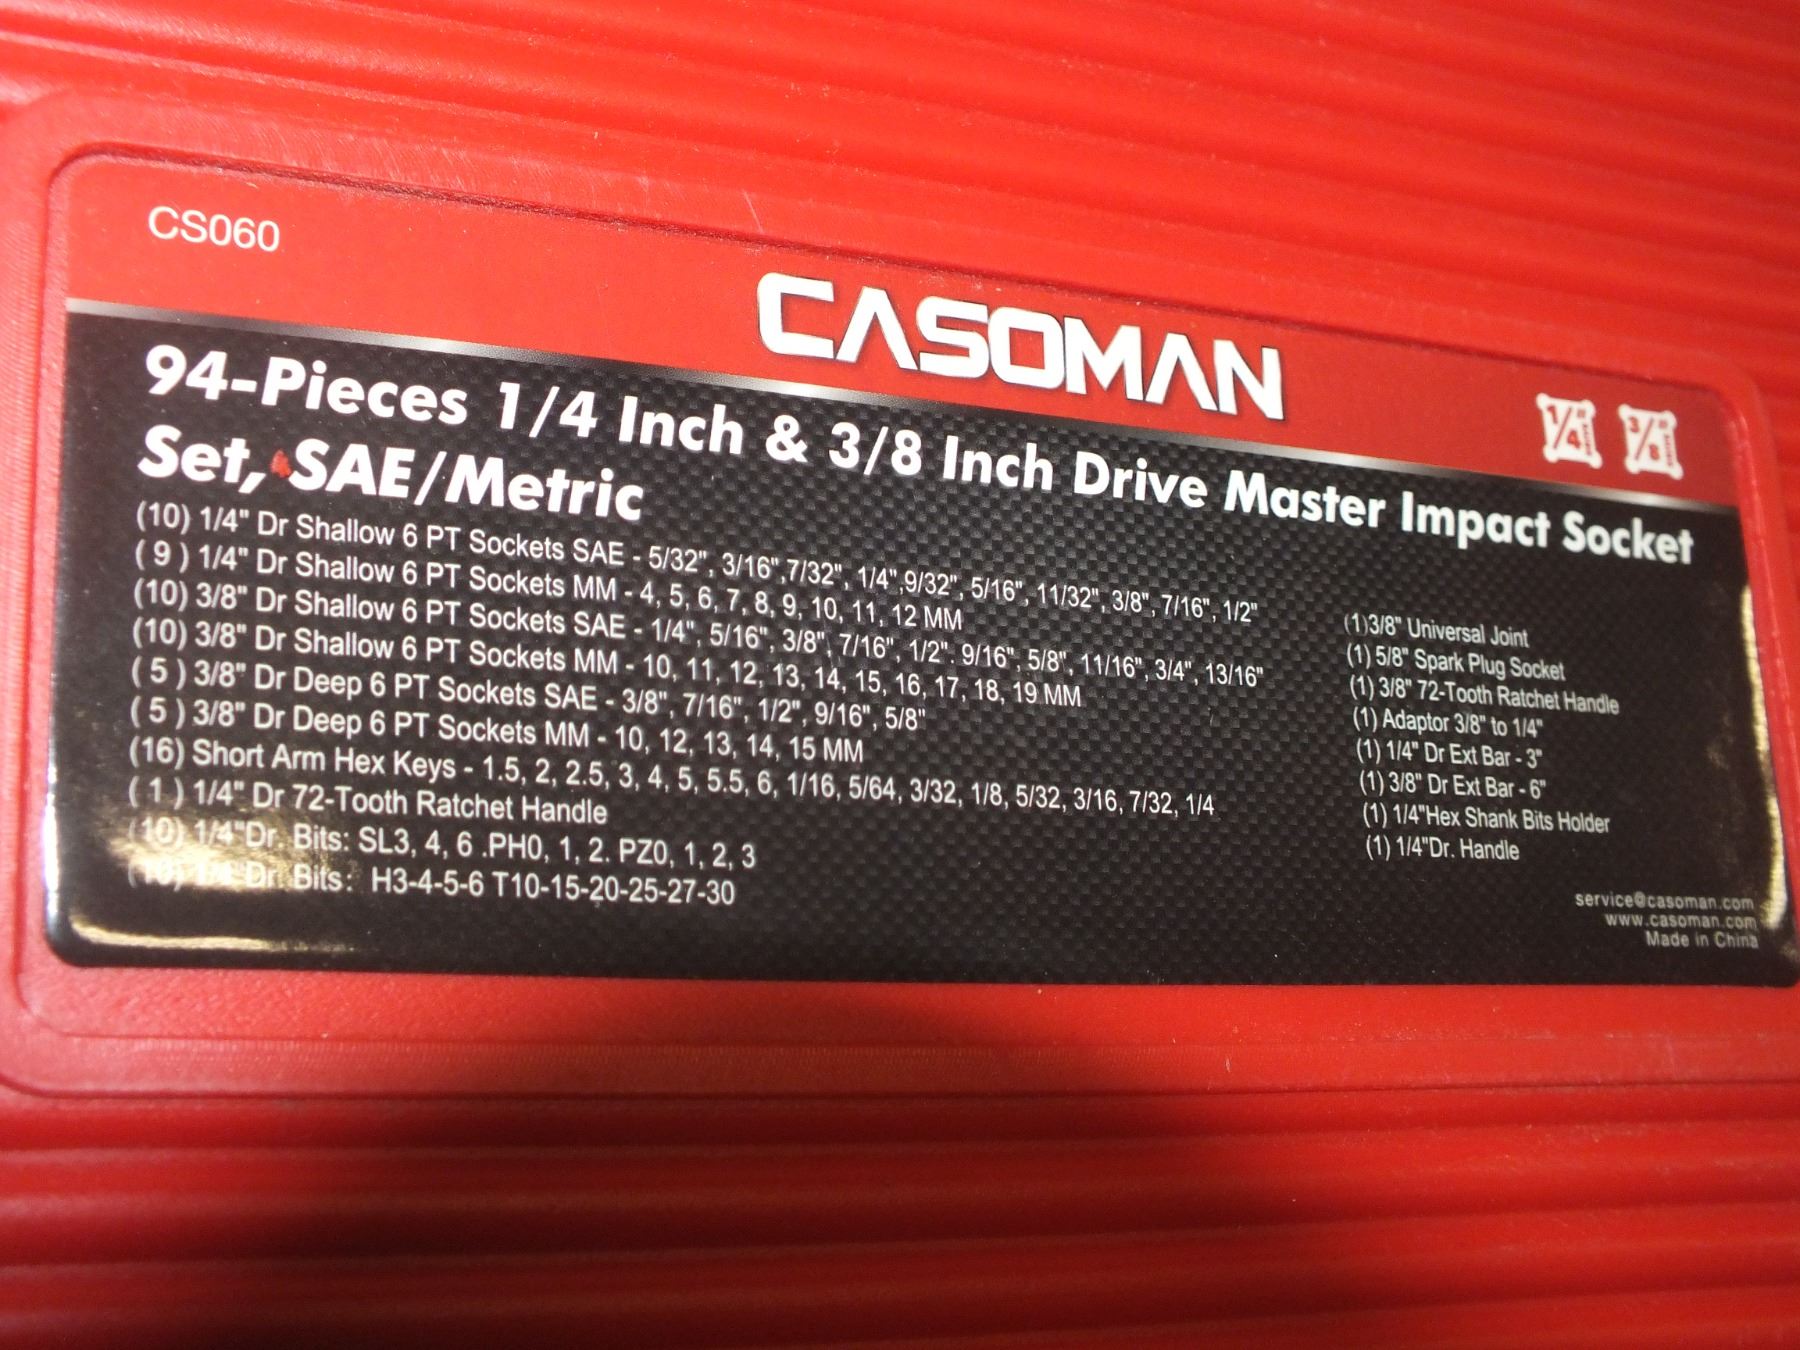 CS060
CASOMAN
1/4"
3/8"
94-Pieces 1/4 Inch & 3/8 Inch Drive Master Impact Socket
Set, SAE/Metric
(10) 1/4" Dr Shallow 6 PT Sockets SAE - 5/32", 3/16",7/32", 1/4",9/32", 5/16", 11/32", 3/8", 7/16", 1/2"
( 9 ) 1/4" Dr Shallow 6 PT Sockets MM - 4, 5, 6, 7, 8, 9, 10, 11, 12 MM
(10) 3/8" Dr Shallow 6 PT Sockets SAE - 1/4", 5/16", 3/8", 7/16", 1/2". 9/16", 5/8", 11/16", 3/4", 13/16"
(10) 3/8" Dr Shallow 6 PT Sockets MM - 10, 11, 12, 13, 14, 15, 16, 17, 18, 19 MM
( 5 ) 3/8" Dr Deep 6 PT Sockets SAE - 3/8", 7/16", 1/2", 9/16", 5/8"
( 5 ) 3/8" Dr Deep 6 PT Sockets MM - 10, 12, 13, 14, 15 MM
(16) Short Arm Hex Keys - 1.5, 2, 2.5, 3, 4, 5, 5.5, 6, 1/16, 5/64, 3/32, 1/8, 5/32, 3/16, 7/32, 1/4
( 1 ) 1/4" Dr 72-Tooth Ratchet Handle
(10) 1/4"Dr. Bits: SL3, 4, 6 .PH0, 1, 2. PZ0, 1, 2, 3
(10) 1/4"Dr. Bits: H3-4-5-6 T10-15-20-25-27-30
(1)3/8" Universal Joint
(1) 5/8" Spark Plug Socket
(1) 3/8" 72-Tooth Ratchet Handle
(1) Adaptor 3/8" to 1/4"
(1) 1/4" Dr Ext Bar - 3"
(1) 3/8" Dr Ext Bar - 6"
(1) 1/4"Hex Shank Bits Holder
(1) 1/4"Dr. Handle
service@casoman.com
www.casoman.com
Made in China